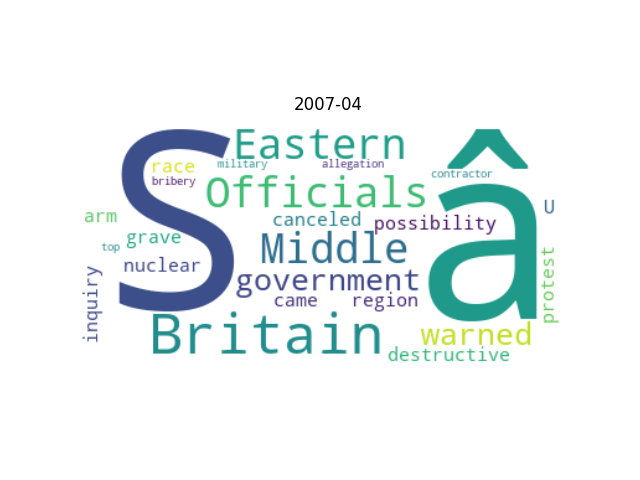 2007-04
S
â
Eastern
race
military
allegation
bribery
contractor
Officials
arm
canceled
possibility
U
grave
top
Middle
nuclear
government
inquiry
came
region
protest
Britain
warned
destructive